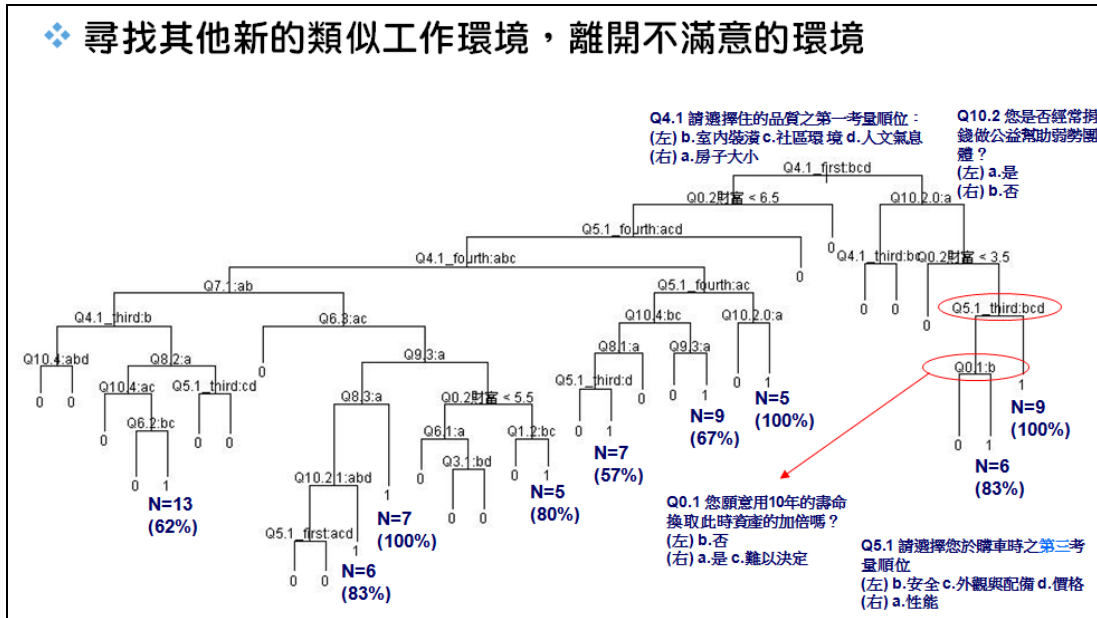 尋找其他新的類似工作環境，離開不滿意的環境
Q4.1 請選擇住的品質之第一考量順位：
(左) b.室內裝潢 c.社區環境 d.人文氣息
(右) a.房子大小
Q10.2 您是否經常捐
錢做公益幫助弱勢團
體？
(左) a.是
(右) b.否
Q4.1_first:bcd
Q0.2財富 < 6.5
Q10.2.0:a
Q5.1_fourth:acd
0
Q4.1_third:bc
Q0.2財富 < 3.5
Q4.1_fourth:abc
0
Q7.1:ab
Q5.1_fourth:ac
0
0
0
Q5.1_third:bcd
Q4.1_third:b
Q6.3:ac
Q10.4:bc
Q10.2.0:a
Q10.4:abd
Q8.2:a
0
Q9.3:a
Q8.1:a
Q9.3:a
0
1
Q0.1:b
1
0
0
Q10.4:ac
Q5.1_third:cd
Q8.3:a
Q0.2財富 < 5.5
Q5.1_third:d
0
0
1
N=5
(100%)
N=9
(100%)
0
Q6.2:bc
0
0
Q6.1:a
Q1.2:bc
0
1
N=9
(67%)
0
1
N=6
(83%)
0
1
N=13
(62%)
Q10.2.1:abd
1
N=7
(100%)
0
Q3.1:bd
0
0
0
1
N=5
(80%)
N=7
(57%)
Q5.1_first:acd
1
N=6
(83%)
0
0
Q0.1 您願意用10年的壽命
換取此時資產的加倍嗎？
(左) b.否
(右) a.是 c.難以決定
Q5.1 請選擇您於購車時之第三考
量順位
(左) b.安全 c.外觀與配備 d.價格
(右) a.性能